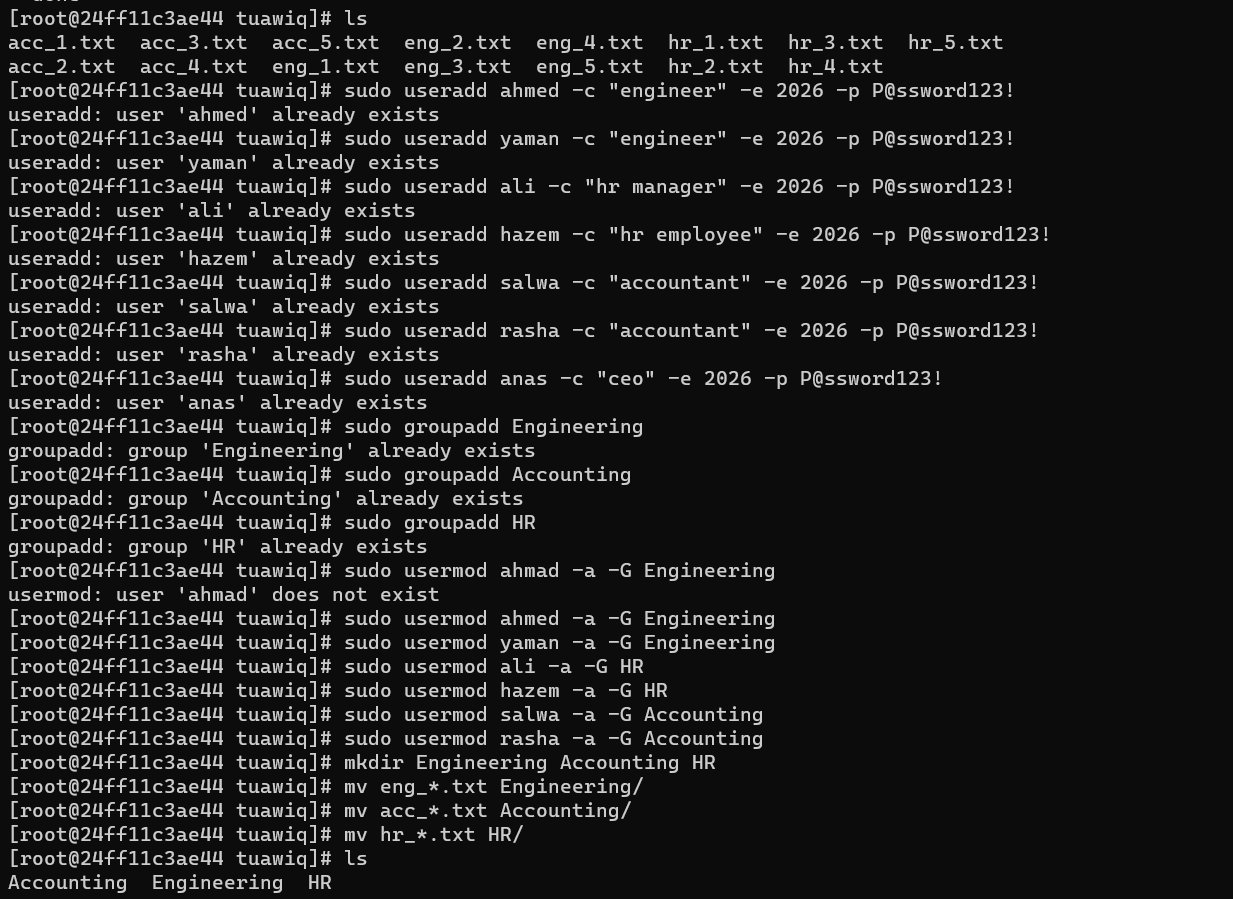 [root@24ff11c3ae44 tuawiq]# ls
acc_1.txt  acc_3.txt  acc_5.txt  eng_2.txt  eng_4.txt  hr_1.txt  hr_3.txt  hr_5.txt
acc_2.txt  acc_4.txt  eng_1.txt  eng_3.txt  eng_5.txt  hr_2.txt  hr_4.txt
[root@24ff11c3ae44 tuawiq]# sudo useradd ahmed -c "engineer" -e 2026 -p P@ssword123!
useradd: user 'ahmed' already exists
[root@24ff11c3ae44 tuawiq]# sudo useradd yaman -c "engineer" -e 2026 -p P@ssword123!
useradd: user 'yaman' already exists
[root@24ff11c3ae44 tuawiq]# sudo useradd ali -c "hr manager" -e 2026 -p P@ssword123!
useradd: user 'ali' already exists
[root@24ff11c3ae44 tuawiq]# sudo useradd hazem -c "hr employee" -e 2026 -p P@ssword123!
useradd: user 'hazem' already exists
[root@24ff11c3ae44 tuawiq]# sudo useradd salwa -c "accountant" -e 2026 -p P@ssword123!
useradd: user 'salwa' already exists
[root@24ff11c3ae44 tuawiq]# sudo useradd rasha -c "accountant" -e 2026 -p P@ssword123!
useradd: user 'rasha' already exists
[root@24ff11c3ae44 tuawiq]# sudo useradd anas -c "ceo" -e 2026 -p P@ssword123!
useradd: user 'anas' already exists
[root@24ff11c3ae44 tuawiq]# sudo groupadd Engineering
groupadd: group 'Engineering' already exists
[root@24ff11c3ae44 tuawiq]# sudo groupadd Accounting
groupadd: group 'Accounting' already exists
[root@24ff11c3ae44 tuawiq]# sudo groupadd HR
groupadd: group 'HR' already exists
[root@24ff11c3ae44 tuawiq]# sudo usermod ahmad -a -G Engineering
usermod: user 'ahmad' does not exist
[root@24ff11c3ae44 tuawiq]# sudo usermod ahmed -a -G Engineering
[root@24ff11c3ae44 tuawiq]# sudo usermod yaman -a -G Engineering
[root@24ff11c3ae44 tuawiq]# sudo usermod ali -a -G HR
[root@24ff11c3ae44 tuawiq]# sudo usermod hazem -a -G HR
[root@24ff11c3ae44 tuawiq]# sudo usermod salwa -a -G Accounting
[root@24ff11c3ae44 tuawiq]# sudo usermod rasha -a -G Accounting
[root@24ff11c3ae44 tuawiq]# mkdir Engineering Accounting HR
[root@24ff11c3ae44 tuawiq]# mv eng_*.txt Engineering/
[root@24ff11c3ae44 tuawiq]# mv acc_*.txt Accounting/
[root@24ff11c3ae44 tuawiq]# mv hr_*.txt HR/
[root@24ff11c3ae44 tuawiq]# ls
Accounting  Engineering  HR